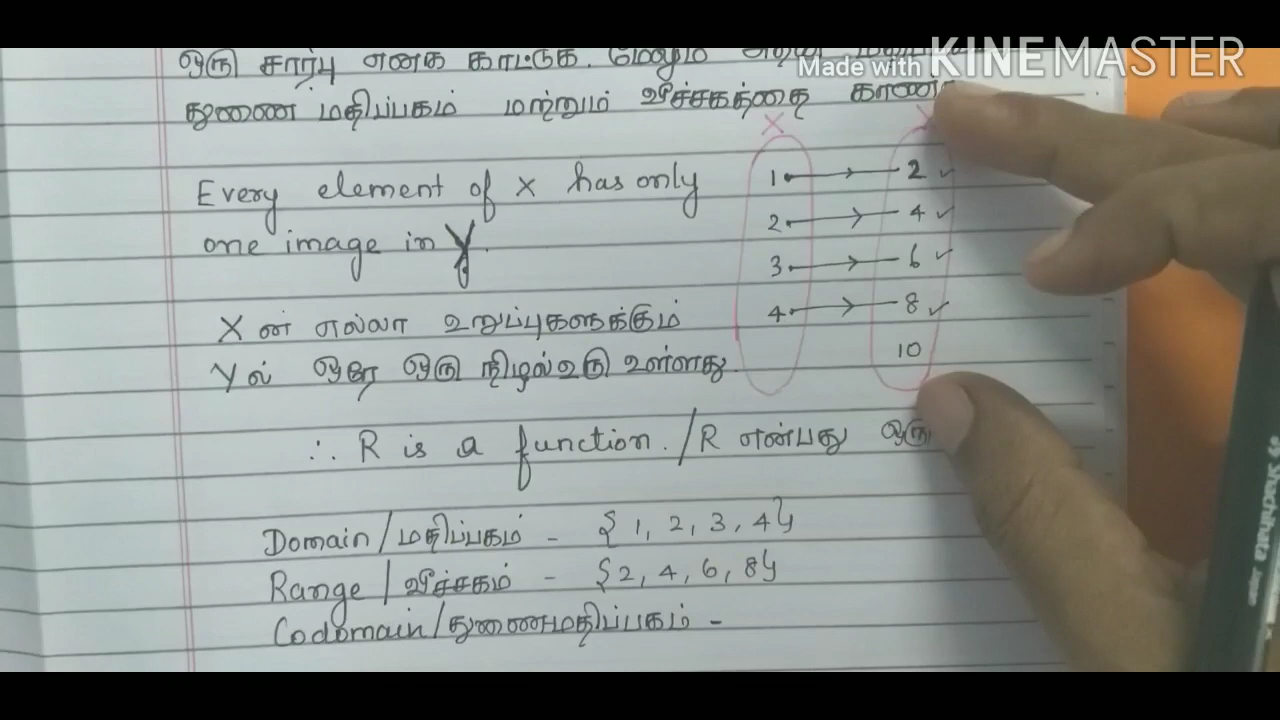 Made with KINEMASTER
ஒரு சார்பு எனக் காட்டுக. மேலும்
துணை மதிப்பகம் மற்றும் வீச்சகத்தை
X
Every element of X has only
one image in Y.
1 2 ✓
2 4 ✓
3 6 ✓
4 8 ✓
10
X ன் எல்லா உறுப்புகளுக்கும்
Y ல் ஒரே ஒரு நிழல் உரு உள்ளது.
∴ R is a function. / R என்பது ஒரு
Domain / மதிப்பகம் - {1, 2, 3, 4}
Range / வீச்சகம் - {2, 4, 6, 8}
Codomain / துணைமதிப்பகம் -